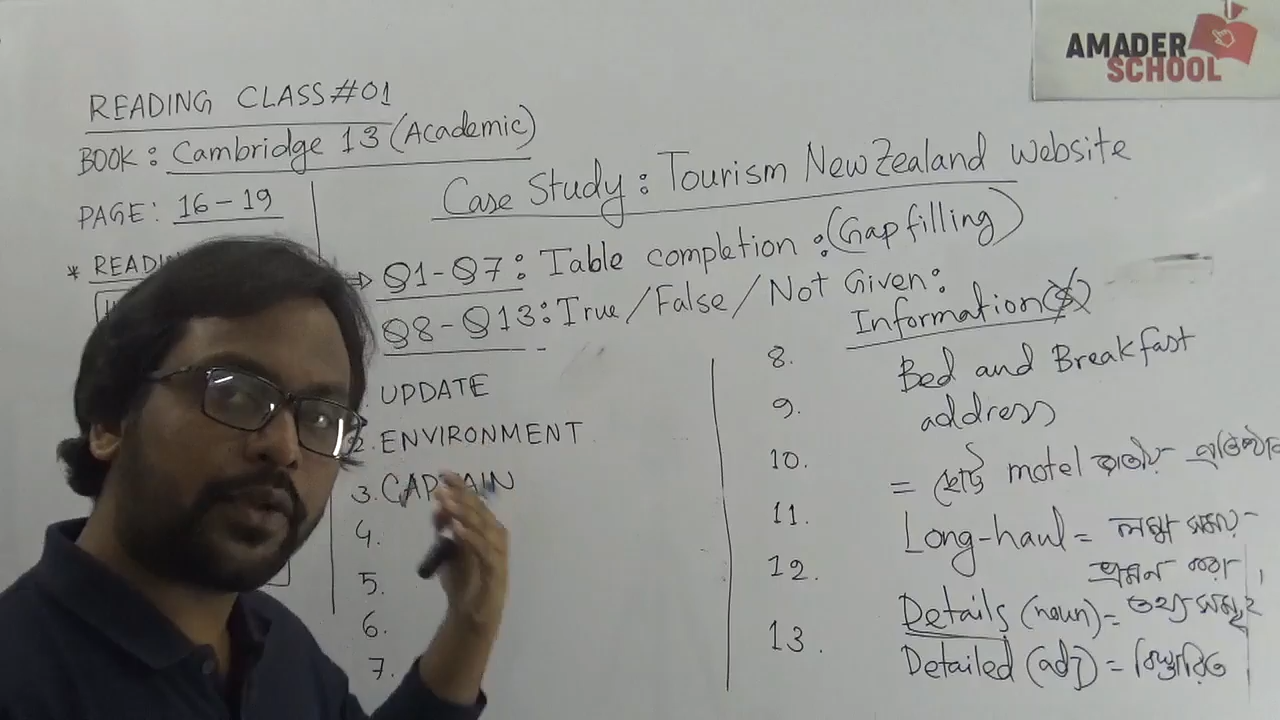 AMADER
SCHOOL
READING CLASS#01
BOOK: Cambridge 13 (Academic)
PAGE: 16-19
Case Study: Tourism New Zealand website
* READI
⇒ Q1-Q7: Table completion: (Gap filling)
Q8-Q13: True/False/Not Given:
Information
UPDATE
2. ENVIRONMENT
3. CAPTAIN
4.
5.
6.
7.
8.
9.
10.
11.
12.
13.
Bed and Breakfast
address
= ছোট motel জাতীয়
Long-haul = লম্বা সময়
ভ্রমন করা।
Details (noun) = তথ্যসমূহ
Detailed (adj) = বিস্তারিত